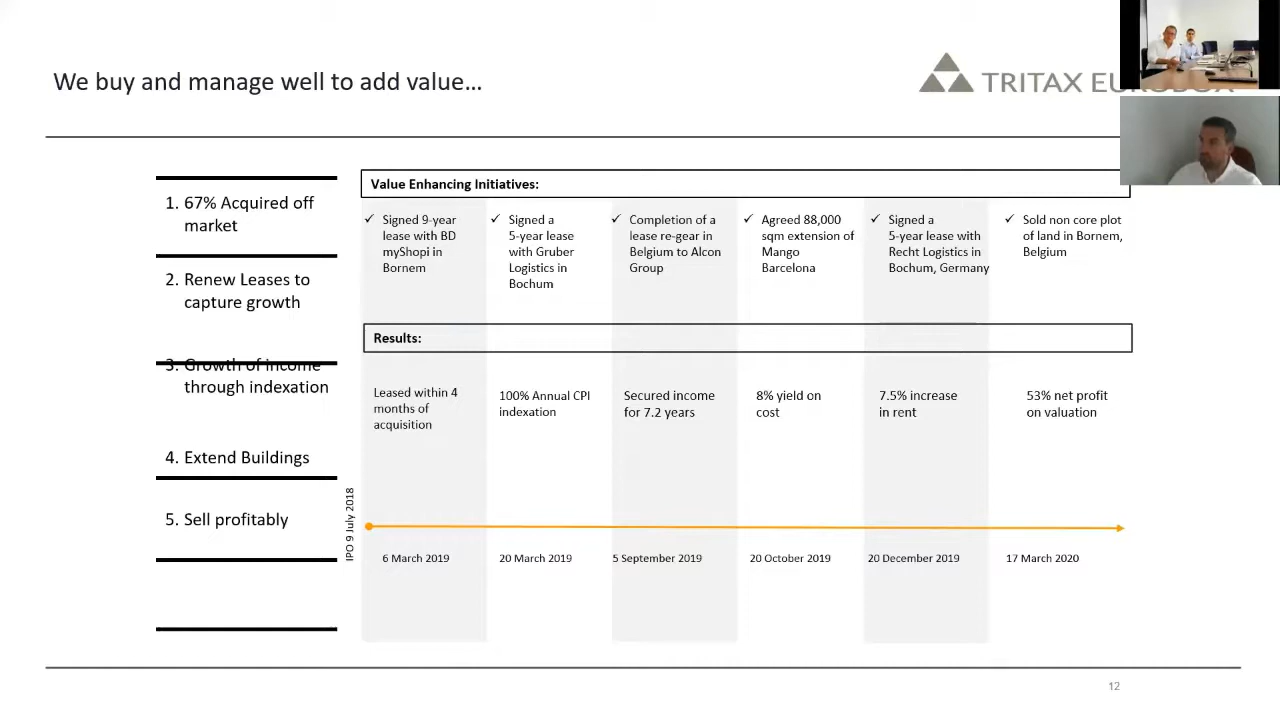 We buy and manage well to add value...
TRITAX EUROBOX
1. 67% Acquired off
market
2. Renew Leases to
capture growth
3. Growth of income
through indexation
4. Extend Buildings
5. Sell profitably
Value Enhancing Initiatives:
✓ Signed 9-year
lease with BD
myShopi in
Bornem
✓ Signed a
5-year lease
with Gruber
Logistics in
Bochum
✓ Completion of a
lease re-gear in
Belgium to Alcon
Group
✓ Agreed 88,000
sqm extension of
Mango
Barcelona
✓ Signed a
5-year lease with
Recht Logistics in
Bochum, Germany
✓ Sold non core plot
of land in Bornem,
Belgium
Results:
Leased within 4
months of
acquisition
100% Annual CPI
indexation
Secured income
for 7.2 years
8% yield on
cost
7.5% increase
in rent
53% net profit
on valuation
IPO 9 July 2018
6 March 2019
20 March 2019
5 September 2019
20 October 2019
20 December 2019
17 March 2020
12